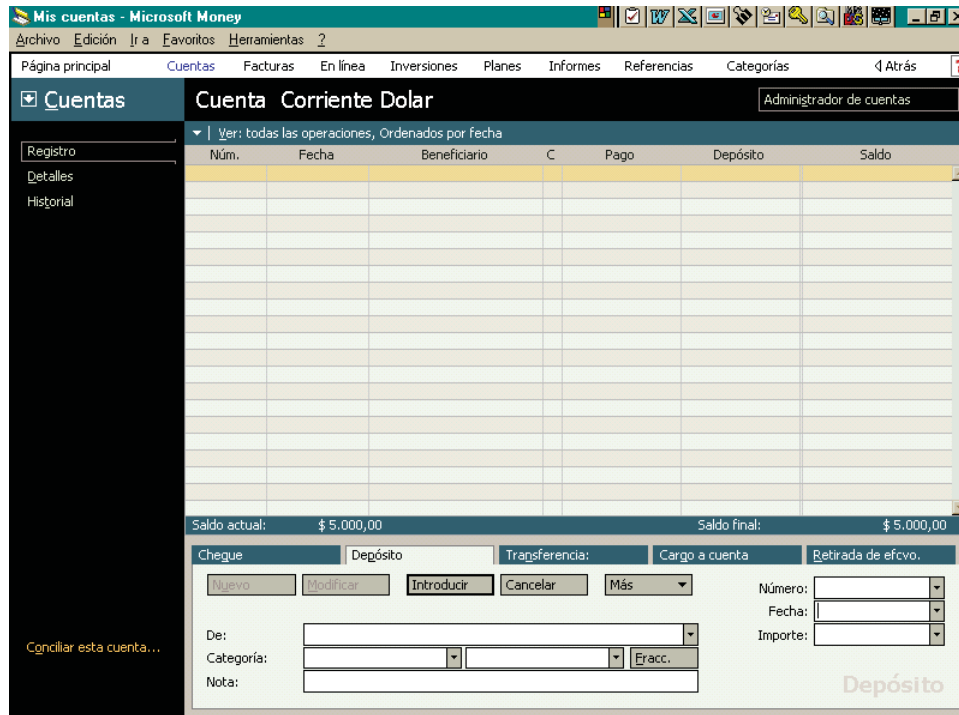 Mis cuentas - Microsoft Money
Archivo Edición Ir a Favoritos Herramientas ?
Página principal Cuentas Facturas En línea Inversiones Planes Informes Referencias Categorías Atrás ?
Cuentas Cuenta Corriente Dolar Administrador de cuentas
Ver: todas las operaciones, Ordenados por fecha
Registro
Detalles
Historial
Núm. Fecha Beneficiario C Pago Depósito Saldo
Saldo actual: $ 5.000,00 Saldo final: $ 5.000,00
Cheque Depósito Transferencia: Cargo a cuenta Retirada de efcvo.
Nuevo Modificar Introducir Cancelar Más
Número:
Fecha:
Importe:
De:
Categoría: Fracc.
Nota:
Conciliar esta cuenta...
Depósito